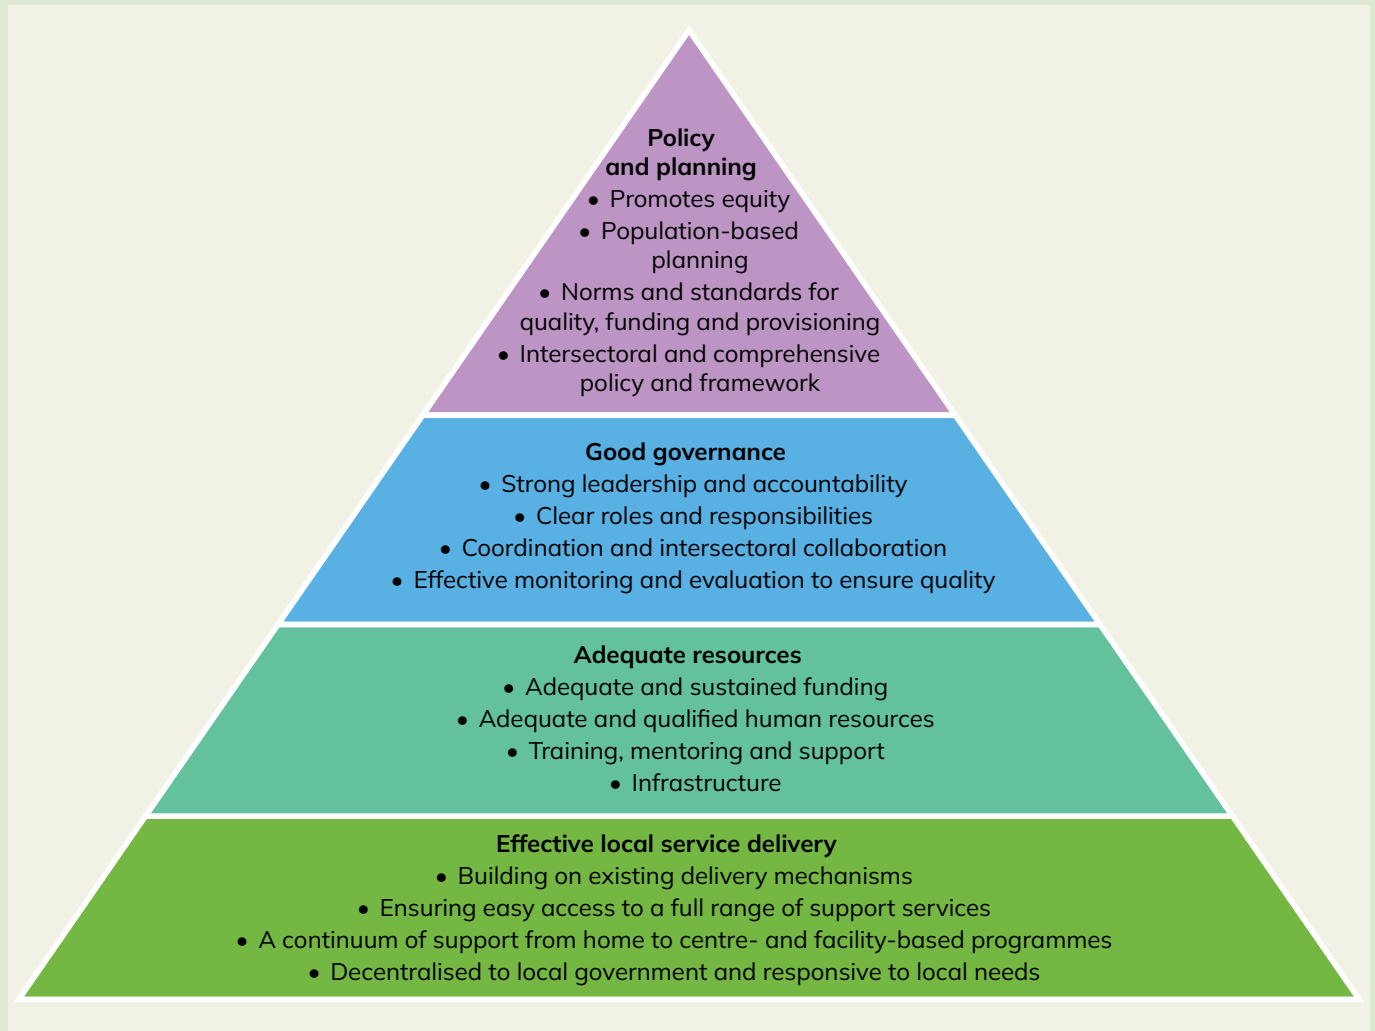 Policy
and planning
• Promotes equity
• Population-based
planning
• Norms and standards for
quality, funding and provisioning
• Intersectoral and comprehensive
policy and framework
Good governance
• Strong leadership and accountability
• Clear roles and responsibilities
• Coordination and intersectoral collaboration
• Effective monitoring and evaluation to ensure quality
Adequate resources
• Adequate and sustained funding
• Adequate and qualified human resources
• Training, mentoring and support
• Infrastructure
Effective local service delivery
• Building on existing delivery mechanisms
• Ensuring easy access to a full range of support services
• A continuum of support from home to centre- and facility-based programmes
• Decentralised to local government and responsive to local needs